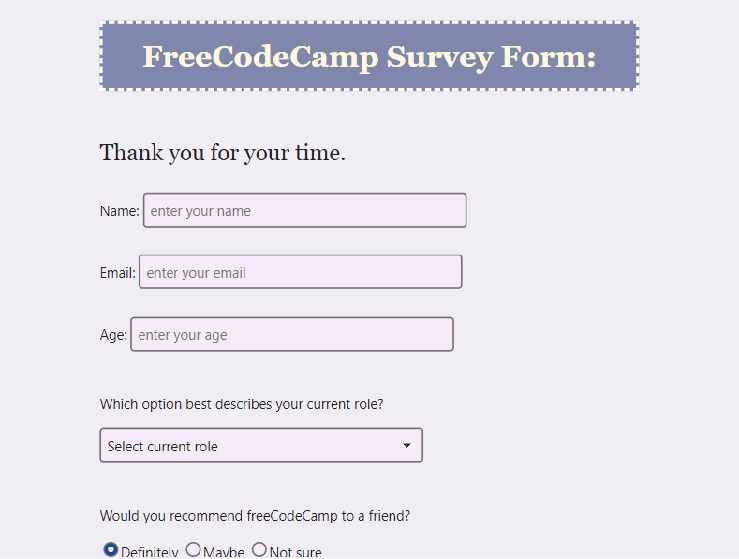 FreeCodeCamp Survey Form:
Thank you for your time.
Name: enter your name
Email: enter your email
Age: enter your age
Which option best describes your current role?
Select current role
Would you recommend freeCodeCamp to a friend?
Definitely Maybe Not sure